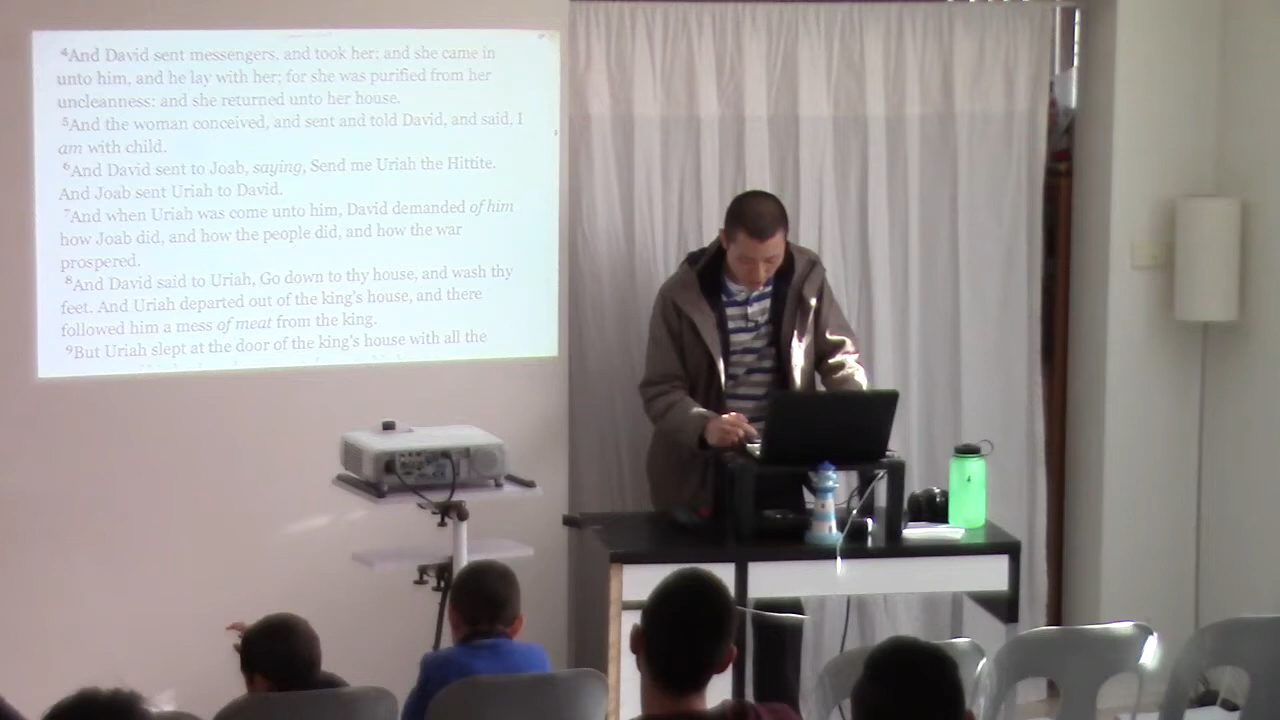 ⁴And David sent messengers, and took her; and she came in
unto him, and he lay with her; for she was purified from her
uncleanness: and she returned unto her house.
⁵And the woman conceived, and sent and told David, and said, I
am with child.
⁶And David sent to Joab, saying, Send me Uriah the Hittite.
And Joab sent Uriah to David.
⁷And when Uriah was come unto him, David demanded of him
how Joab did, and how the people did, and how the war
prospered.
⁸And David said to Uriah, Go down to thy house, and wash thy
feet. And Uriah departed out of the king's house, and there
followed him a mess of meat from the king.
⁹But Uriah slept at the door of the king's house with all the